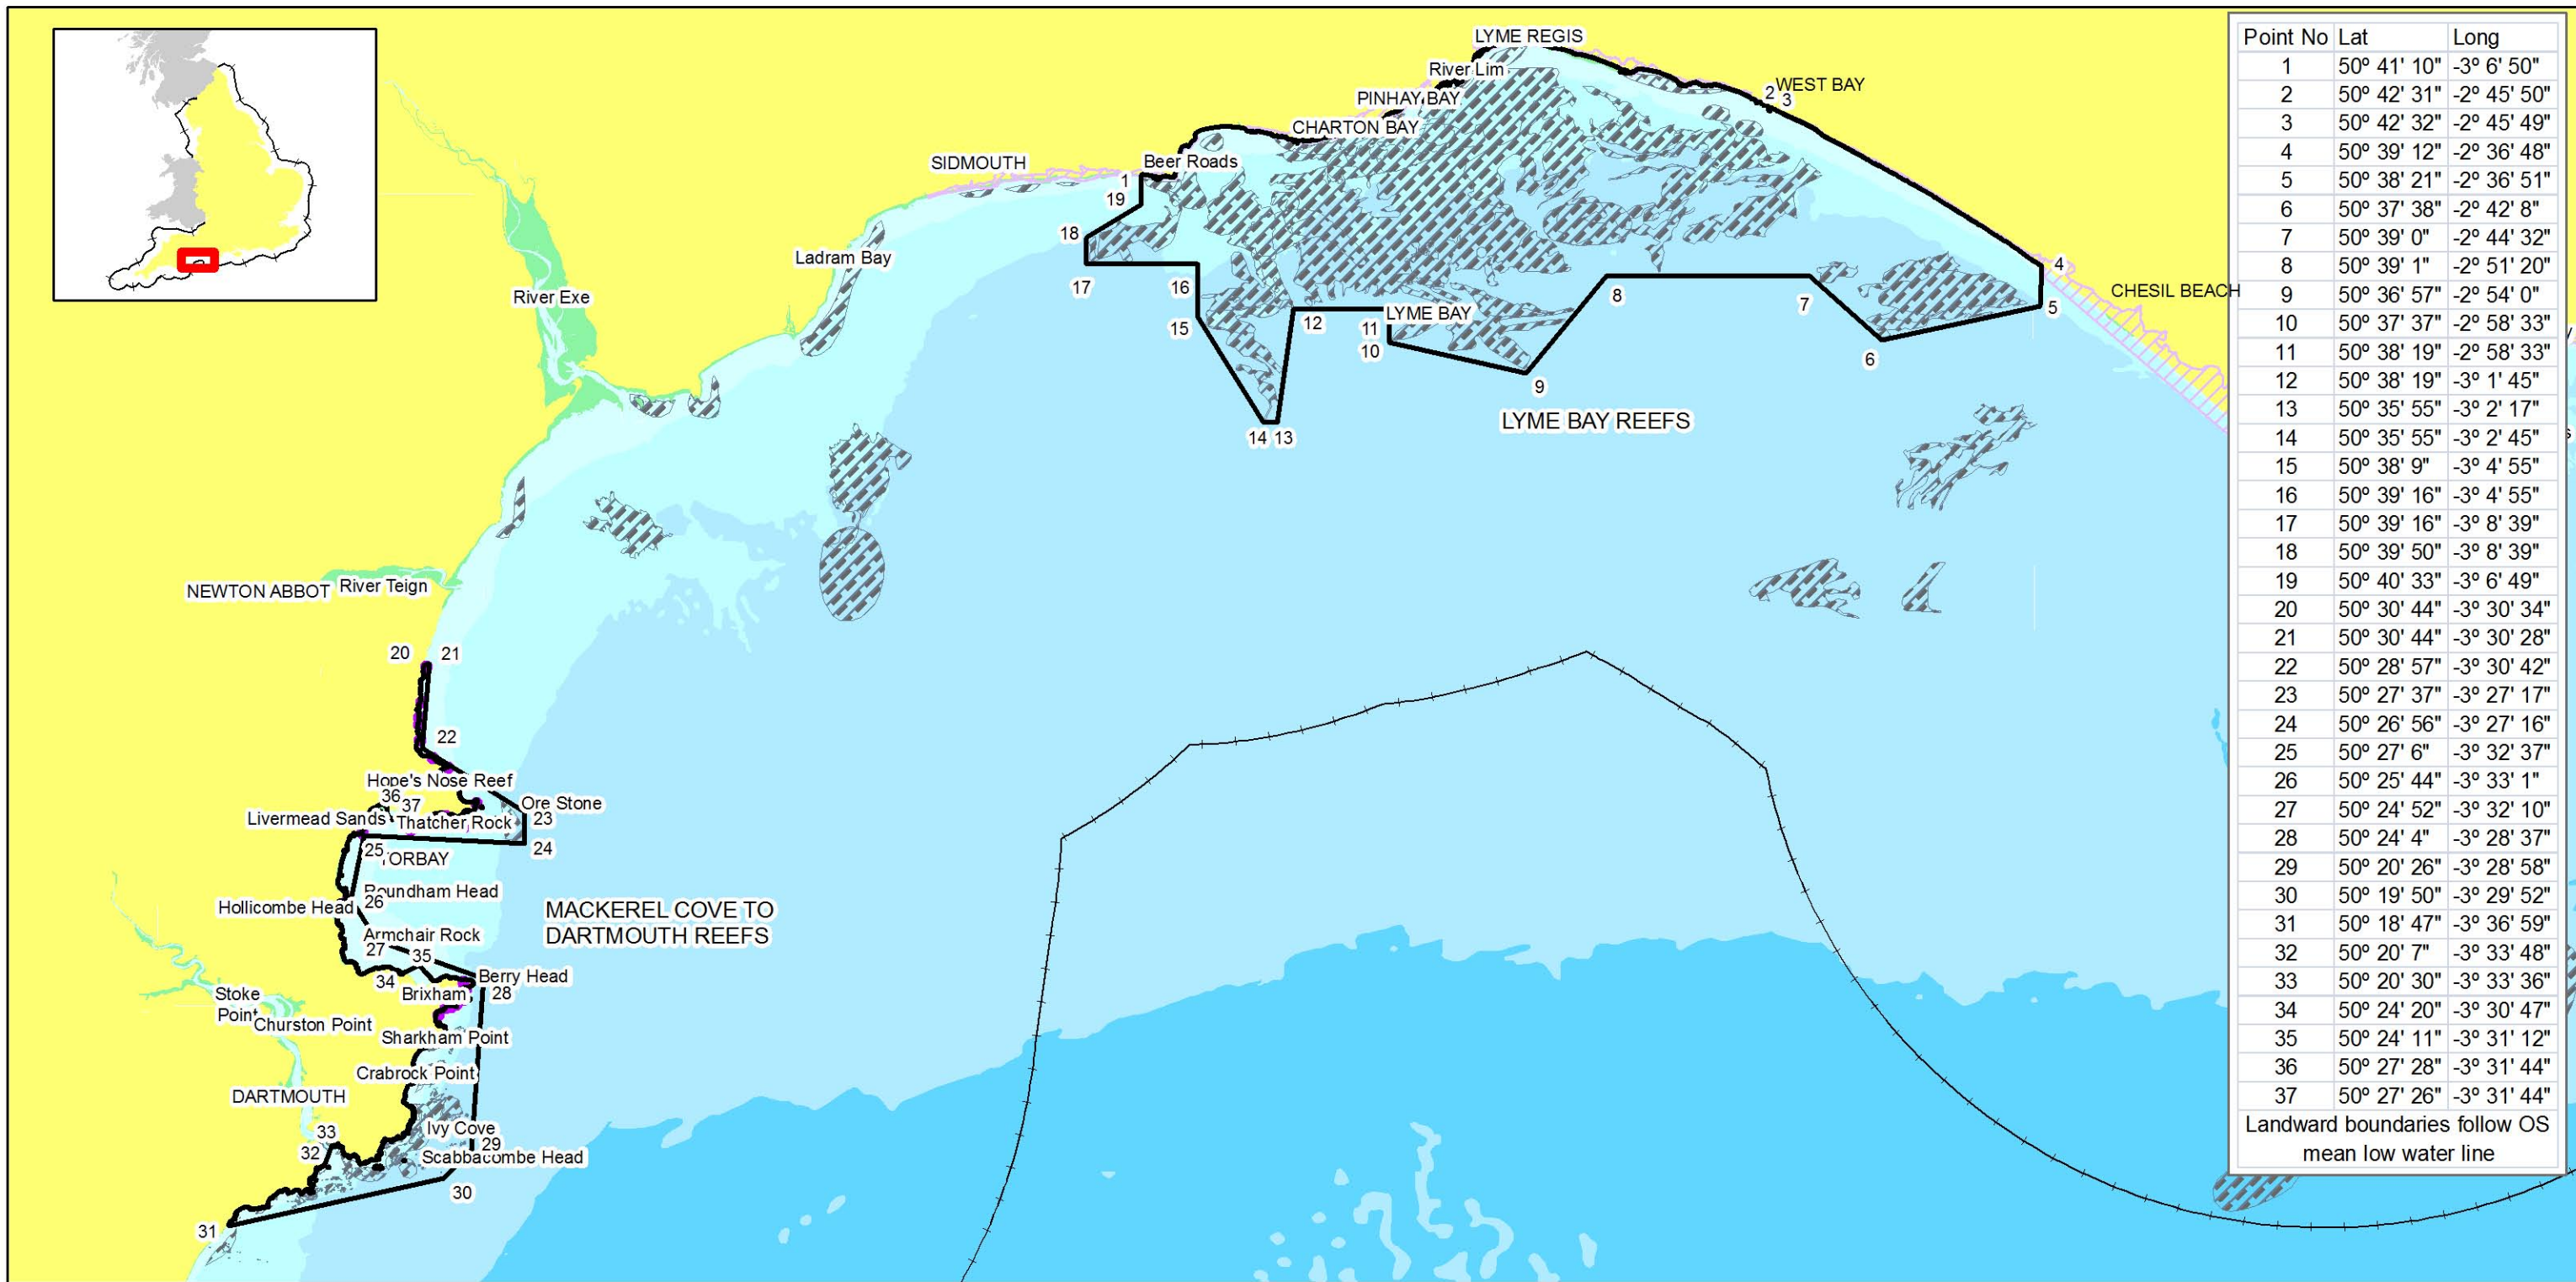 LYME REGIS
River Lim
WEST BAY
2
3
PINHAY BAY
CHARTON BAY
SIDMOUTH
Beer Roads
1
19
18
17
16
15
14 13
12
11
10
LYME BAY
9
8
7
6
5
4
CHESIL BEACH
LYME BAY REEFS
Ladram Bay
River Exe
NEWTON ABBOT
River Teign
20
21
22
Hope's Nose Reef
36
37
Ore Stone
23
Livermead Sands
Thatcher Rock
24
25
TORBAY
Roundham Head
26
Hollicombe Head
MACKEREL COVE TO
DARTMOUTH REEFS
Armchair Rock
27
35
34
Berry Head
28
Brixham
Stoke
Point
Churston Point
Sharkham Point
Crabrock Point
DARTMOUTH
Ivy Cove
33
32
29
Scabbacombe Head
30
31
Point No Lat Long
1 50º 41' 10" -3º 6' 50"
2 50º 42' 31" -2º 45' 50"
3 50º 42' 32" -2º 45' 49"
4 50º 39' 12" -2º 36' 48"
5 50º 38' 21" -2º 36' 51"
6 50º 37' 38" -2º 42' 8"
7 50º 39' 0" -2º 44' 32"
8 50º 39' 1" -2º 51' 20"
9 50º 36' 57" -2º 54' 0"
10 50º 37' 37" -2º 58' 33"
11 50º 38' 19" -2º 58' 33"
12 50º 38' 19" -3º 1' 45"
13 50º 35' 55" -3º 2' 17"
14 50º 35' 55" -3º 2' 45"
15 50º 38' 9" -3º 4' 55"
16 50º 39' 16" -3º 4' 55"
17 50º 39' 16" -3º 8' 39"
18 50º 39' 50" -3º 8' 39"
19 50º 40' 33" -3º 6' 49"
20 50º 30' 44" -3º 30' 34"
21 50º 30' 44" -3º 30' 28"
22 50º 28' 57" -3º 30' 42"
23 50º 27' 37" -3º 27' 17"
24 50º 26' 56" -3º 27' 16"
25 50º 27' 6" -3º 32' 37"
26 50º 25' 44" -3º 33' 1"
27 50º 24' 52" -3º 32' 10"
28 50º 24' 4" -3º 28' 37"
29 50º 20' 26" -3º 28' 58"
30 50º 19' 50" -3º 29' 52"
31 50º 18' 47" -3º 36' 59"
32 50º 20' 7" -3º 33' 48"
33 50º 20' 30" -3º 33' 36"
34 50º 24' 20" -3º 30' 47"
35 50º 24' 11" -3º 31' 12"
36 50º 27' 28" -3º 31' 44"
37 50º 27' 26" -3º 31' 44"
Landward boundaries follow OS
mean low water line